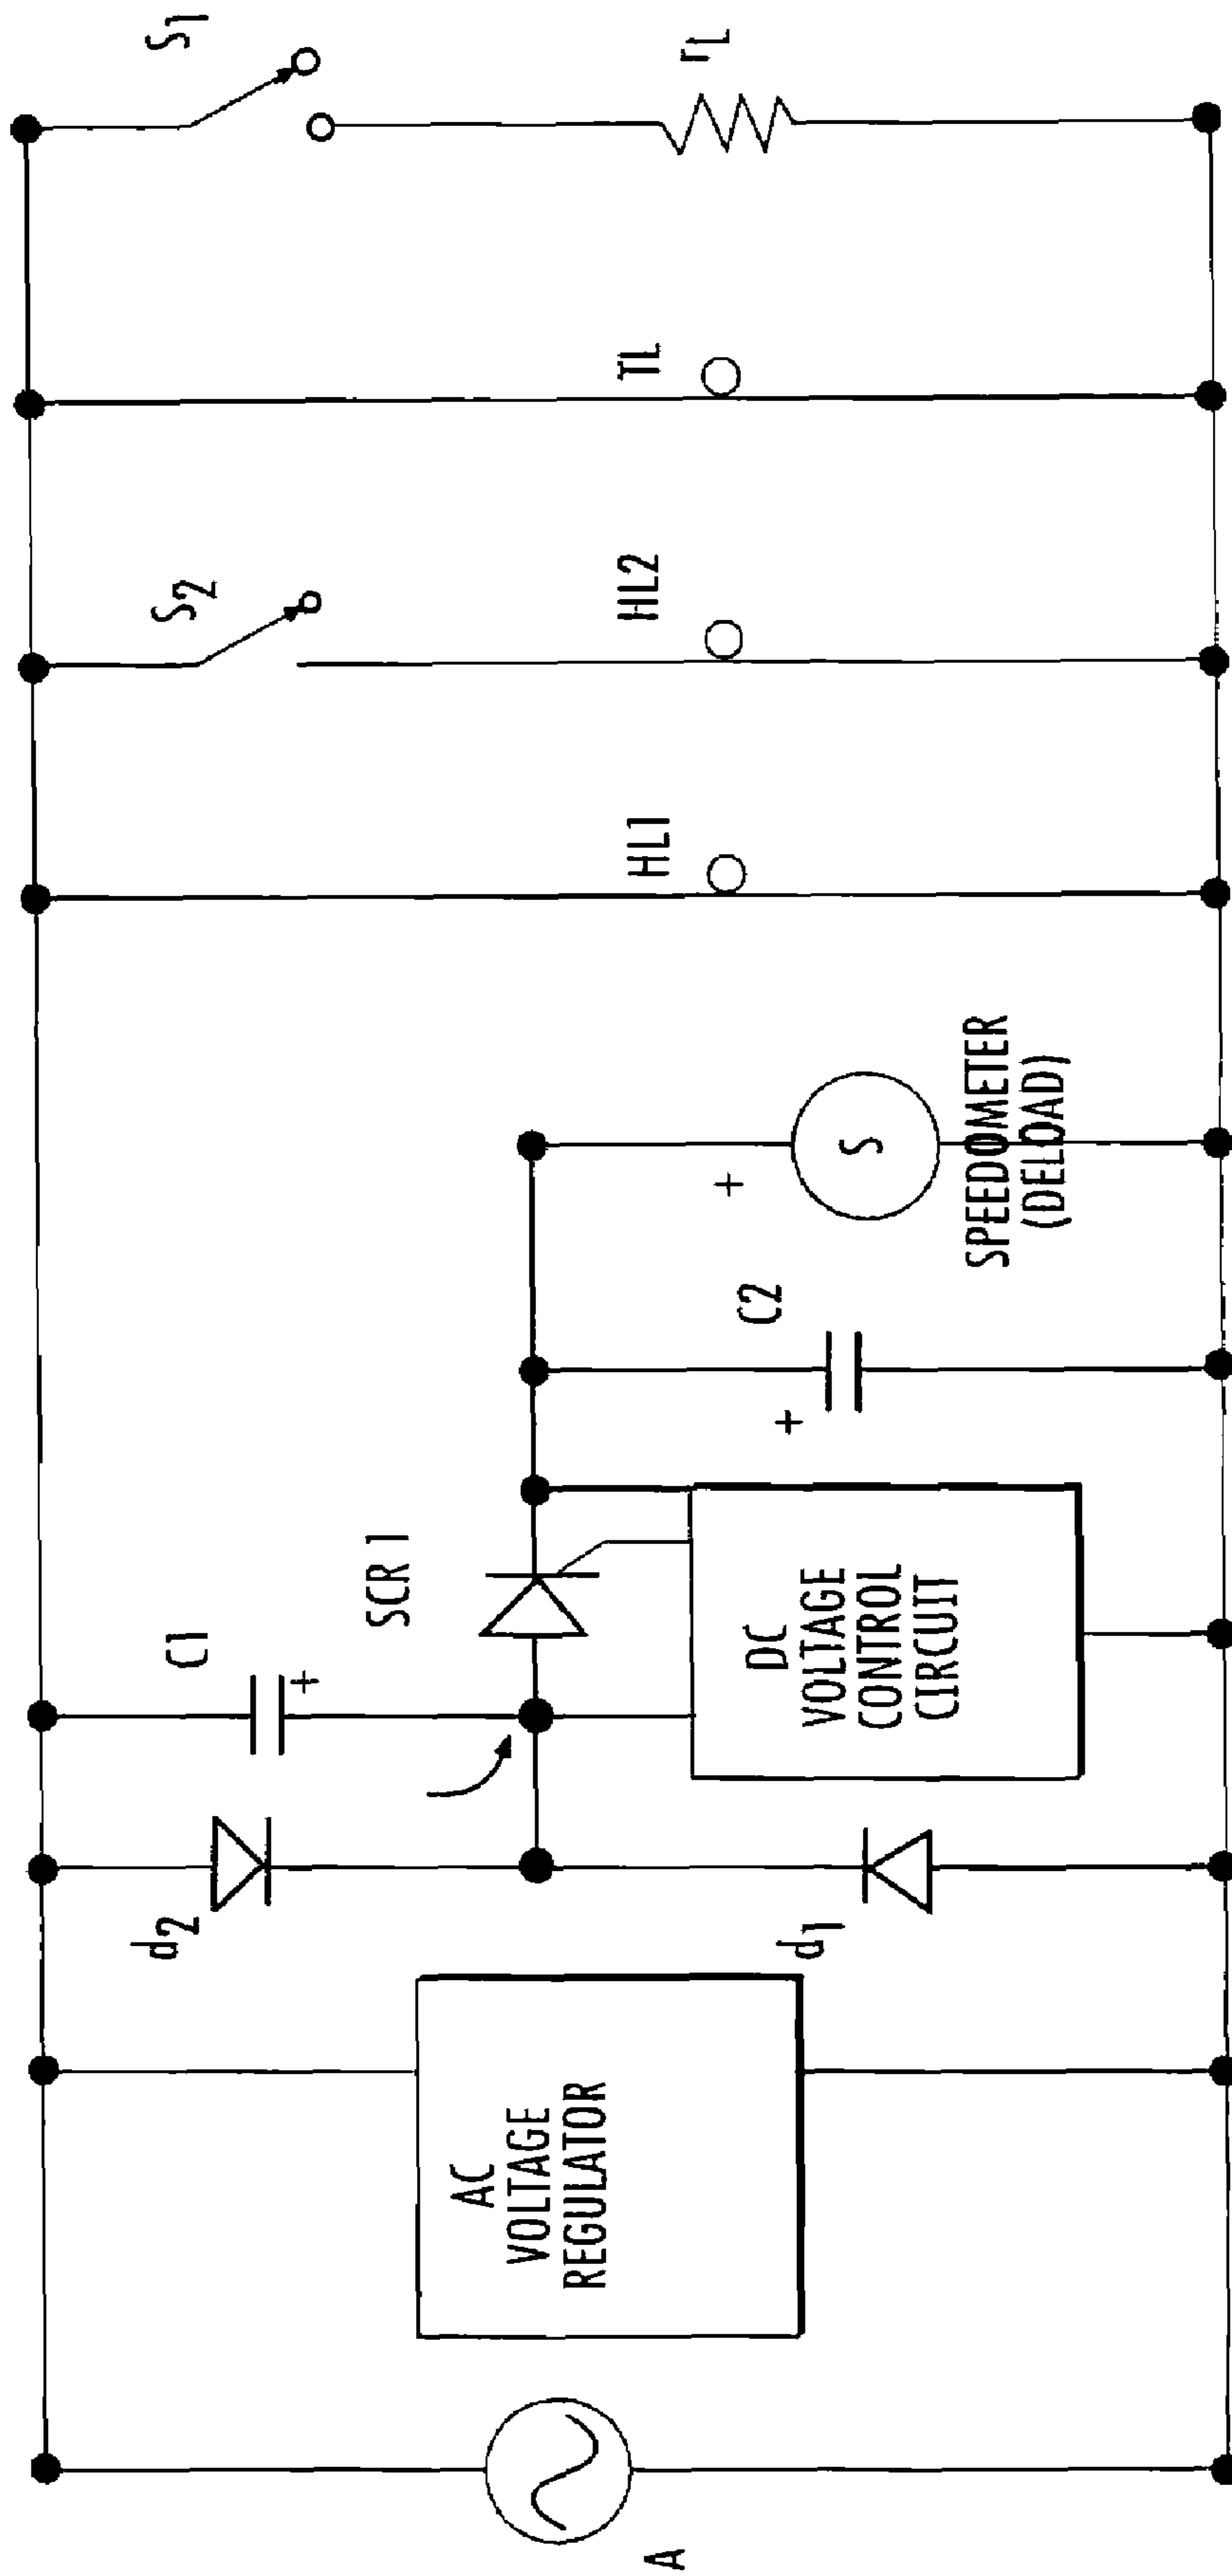 A
AC
VOLTAGE
REGULATOR
d2
d1
C1
+
SCR 1
DC
VOLTAGE
CONTROL
CIRCUIT
C2
+
+
S
SPEEDOMETER
(DELOAD)
HL1
S2
HL2
TL
S1
rL